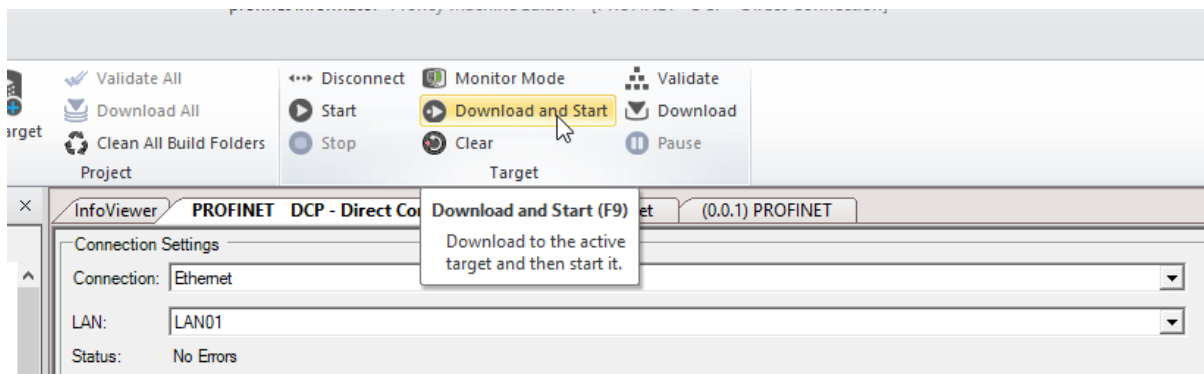 Validate All
Disconnect
Monitor Mode
Validate
Download All
Start
Download and Start
Download
Clean All Build Folders
Stop
Clear
Pause
Project
Target
InfoViewer
PROFINET DCP - Direct
(0.0.1) PROFINET
Download and Start (F9)
Download to the active
target and then start it.
Connection Settings
Connection: Ethernet
LAN: LAN01
Status: No Errors